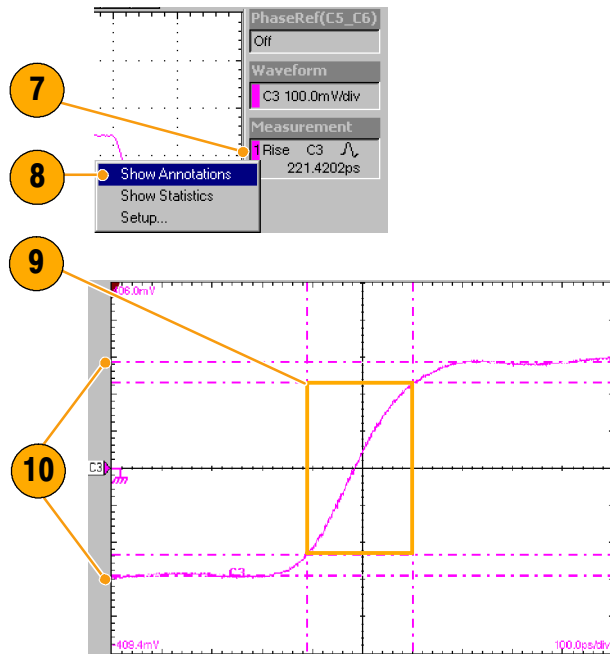 PhaseRef(C5_C6)
Off
Waveform
C3 100.0mV/div
Measurement
1 Rise C3
221.4202ps
7
8
Show Annotations
Show Statistics
Setup...
9
406.0mV
10
C3
C3
-409.4mV
100.0ps/div